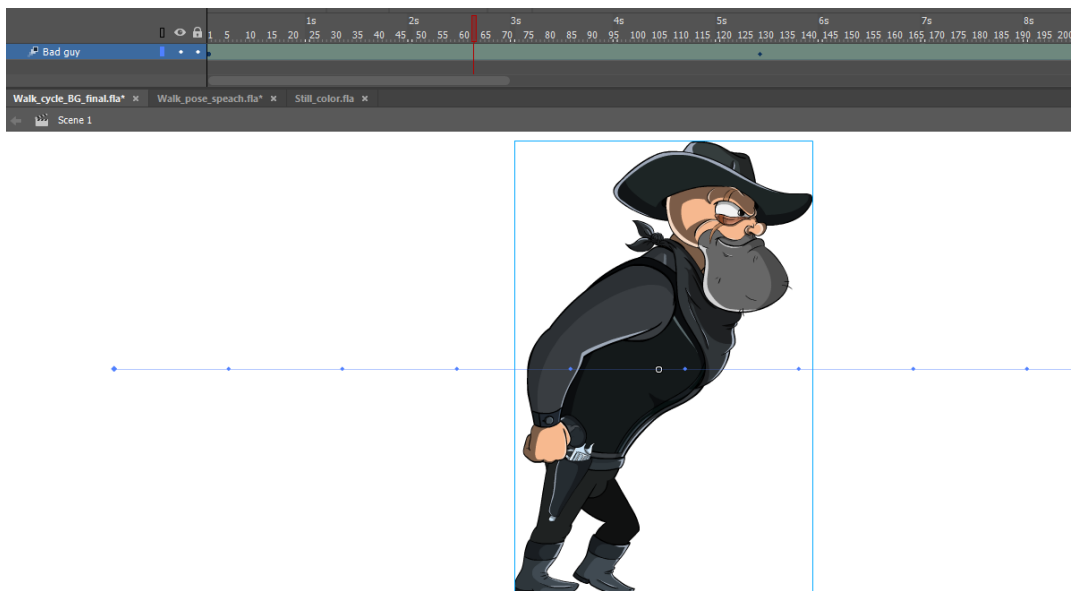 1s 2s 3s 4s 5s 6s 7s 8s
1 5 10 15 20 25 30 35 40 45 50 55 60 65 70 75 80 85 90 95 100 105 110 115 120 125 130 135 140 145 150 155 160 165 170 175 180 185 190 195 200
Bad guy
Walk_cycle_BG_final.fla* × Walk_pose_speach.fla* × Still_color.fla ×
Scene 1